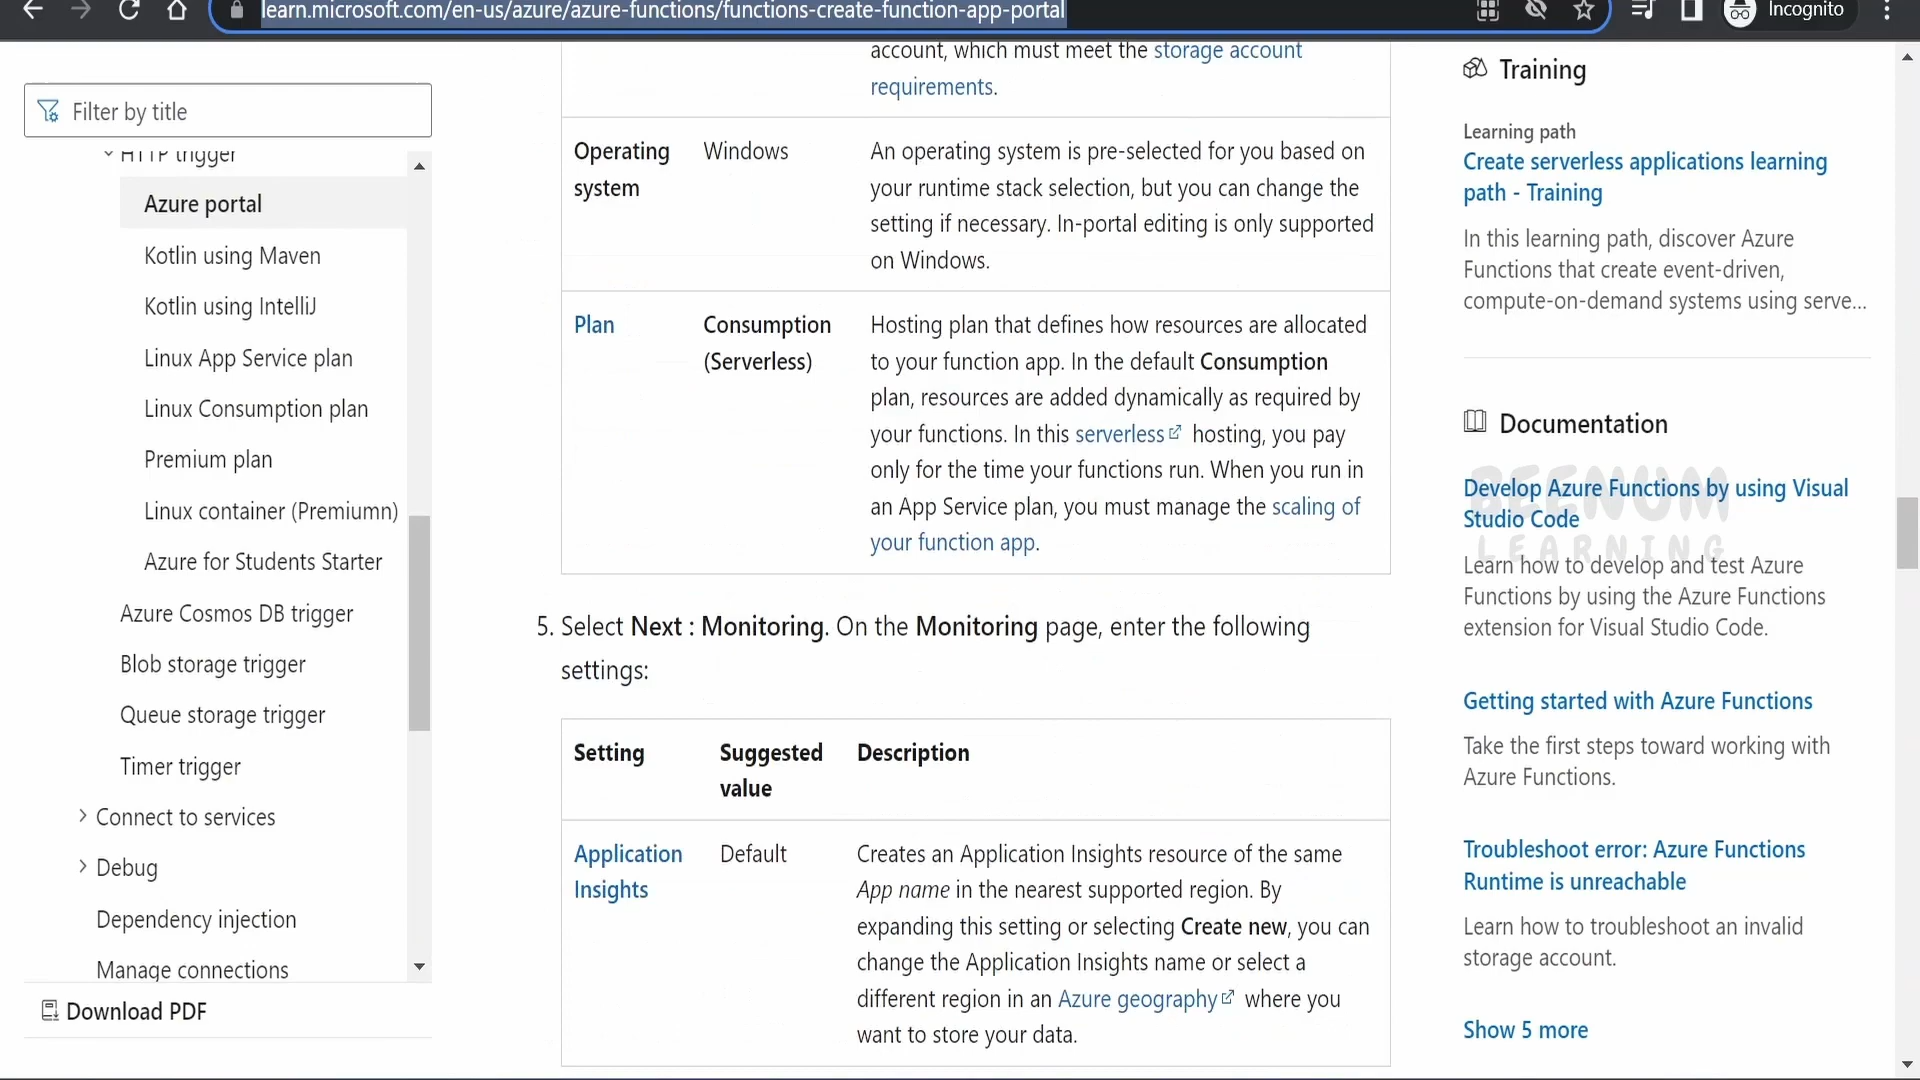 learn.microsoft.com/en-us/azure/azure-functions/functions-create-function-app-portal
Incognito
Filter by title
HTTP trigger
Azure portal
Kotlin using Maven
Kotlin using IntelliJ
Linux App Service plan
Linux Consumption plan
Premium plan
Linux container (Premiumn)
Azure for Students Starter
Azure Cosmos DB trigger
Blob storage trigger
Queue storage trigger
Timer trigger
Connect to services
Debug
Dependency injection
Manage connections
Download PDF
account, which must meet the storage account
requirements.
Operating
system
Windows
An operating system is pre-selected for you based on
your runtime stack selection, but you can change the
setting if necessary. In-portal editing is only supported
on Windows.
Plan
Consumption
(Serverless)
Hosting plan that defines how resources are allocated
to your function app. In the default Consumption
plan, resources are added dynamically as required by
your functions. In this serverless hosting, you pay
only for the time your functions run. When you run in
an App Service plan, you must manage the scaling of
your function app.
5. Select Next : Monitoring. On the Monitoring page, enter the following
settings:
Setting
Suggested
value
Description
Application
Insights
Default
Creates an Application Insights resource of the same
App name in the nearest supported region. By
expanding this setting or selecting Create new, you can
change the Application Insights name or select a
different region in an Azure geography where you
want to store your data.
Training
Learning path
Create serverless applications learning
path - Training
In this learning path, discover Azure
Functions that create event-driven,
compute-on-demand systems using serve...
Documentation
BEENUM
LEARNING
Develop Azure Functions by using Visual
Studio Code
Learn how to develop and test Azure
Functions by using the Azure Functions
extension for Visual Studio Code.
Getting started with Azure Functions
Take the first steps toward working with
Azure Functions.
Troubleshoot error: Azure Functions
Runtime is unreachable
Learn how to troubleshoot an invalid
storage account.
Show 5 more